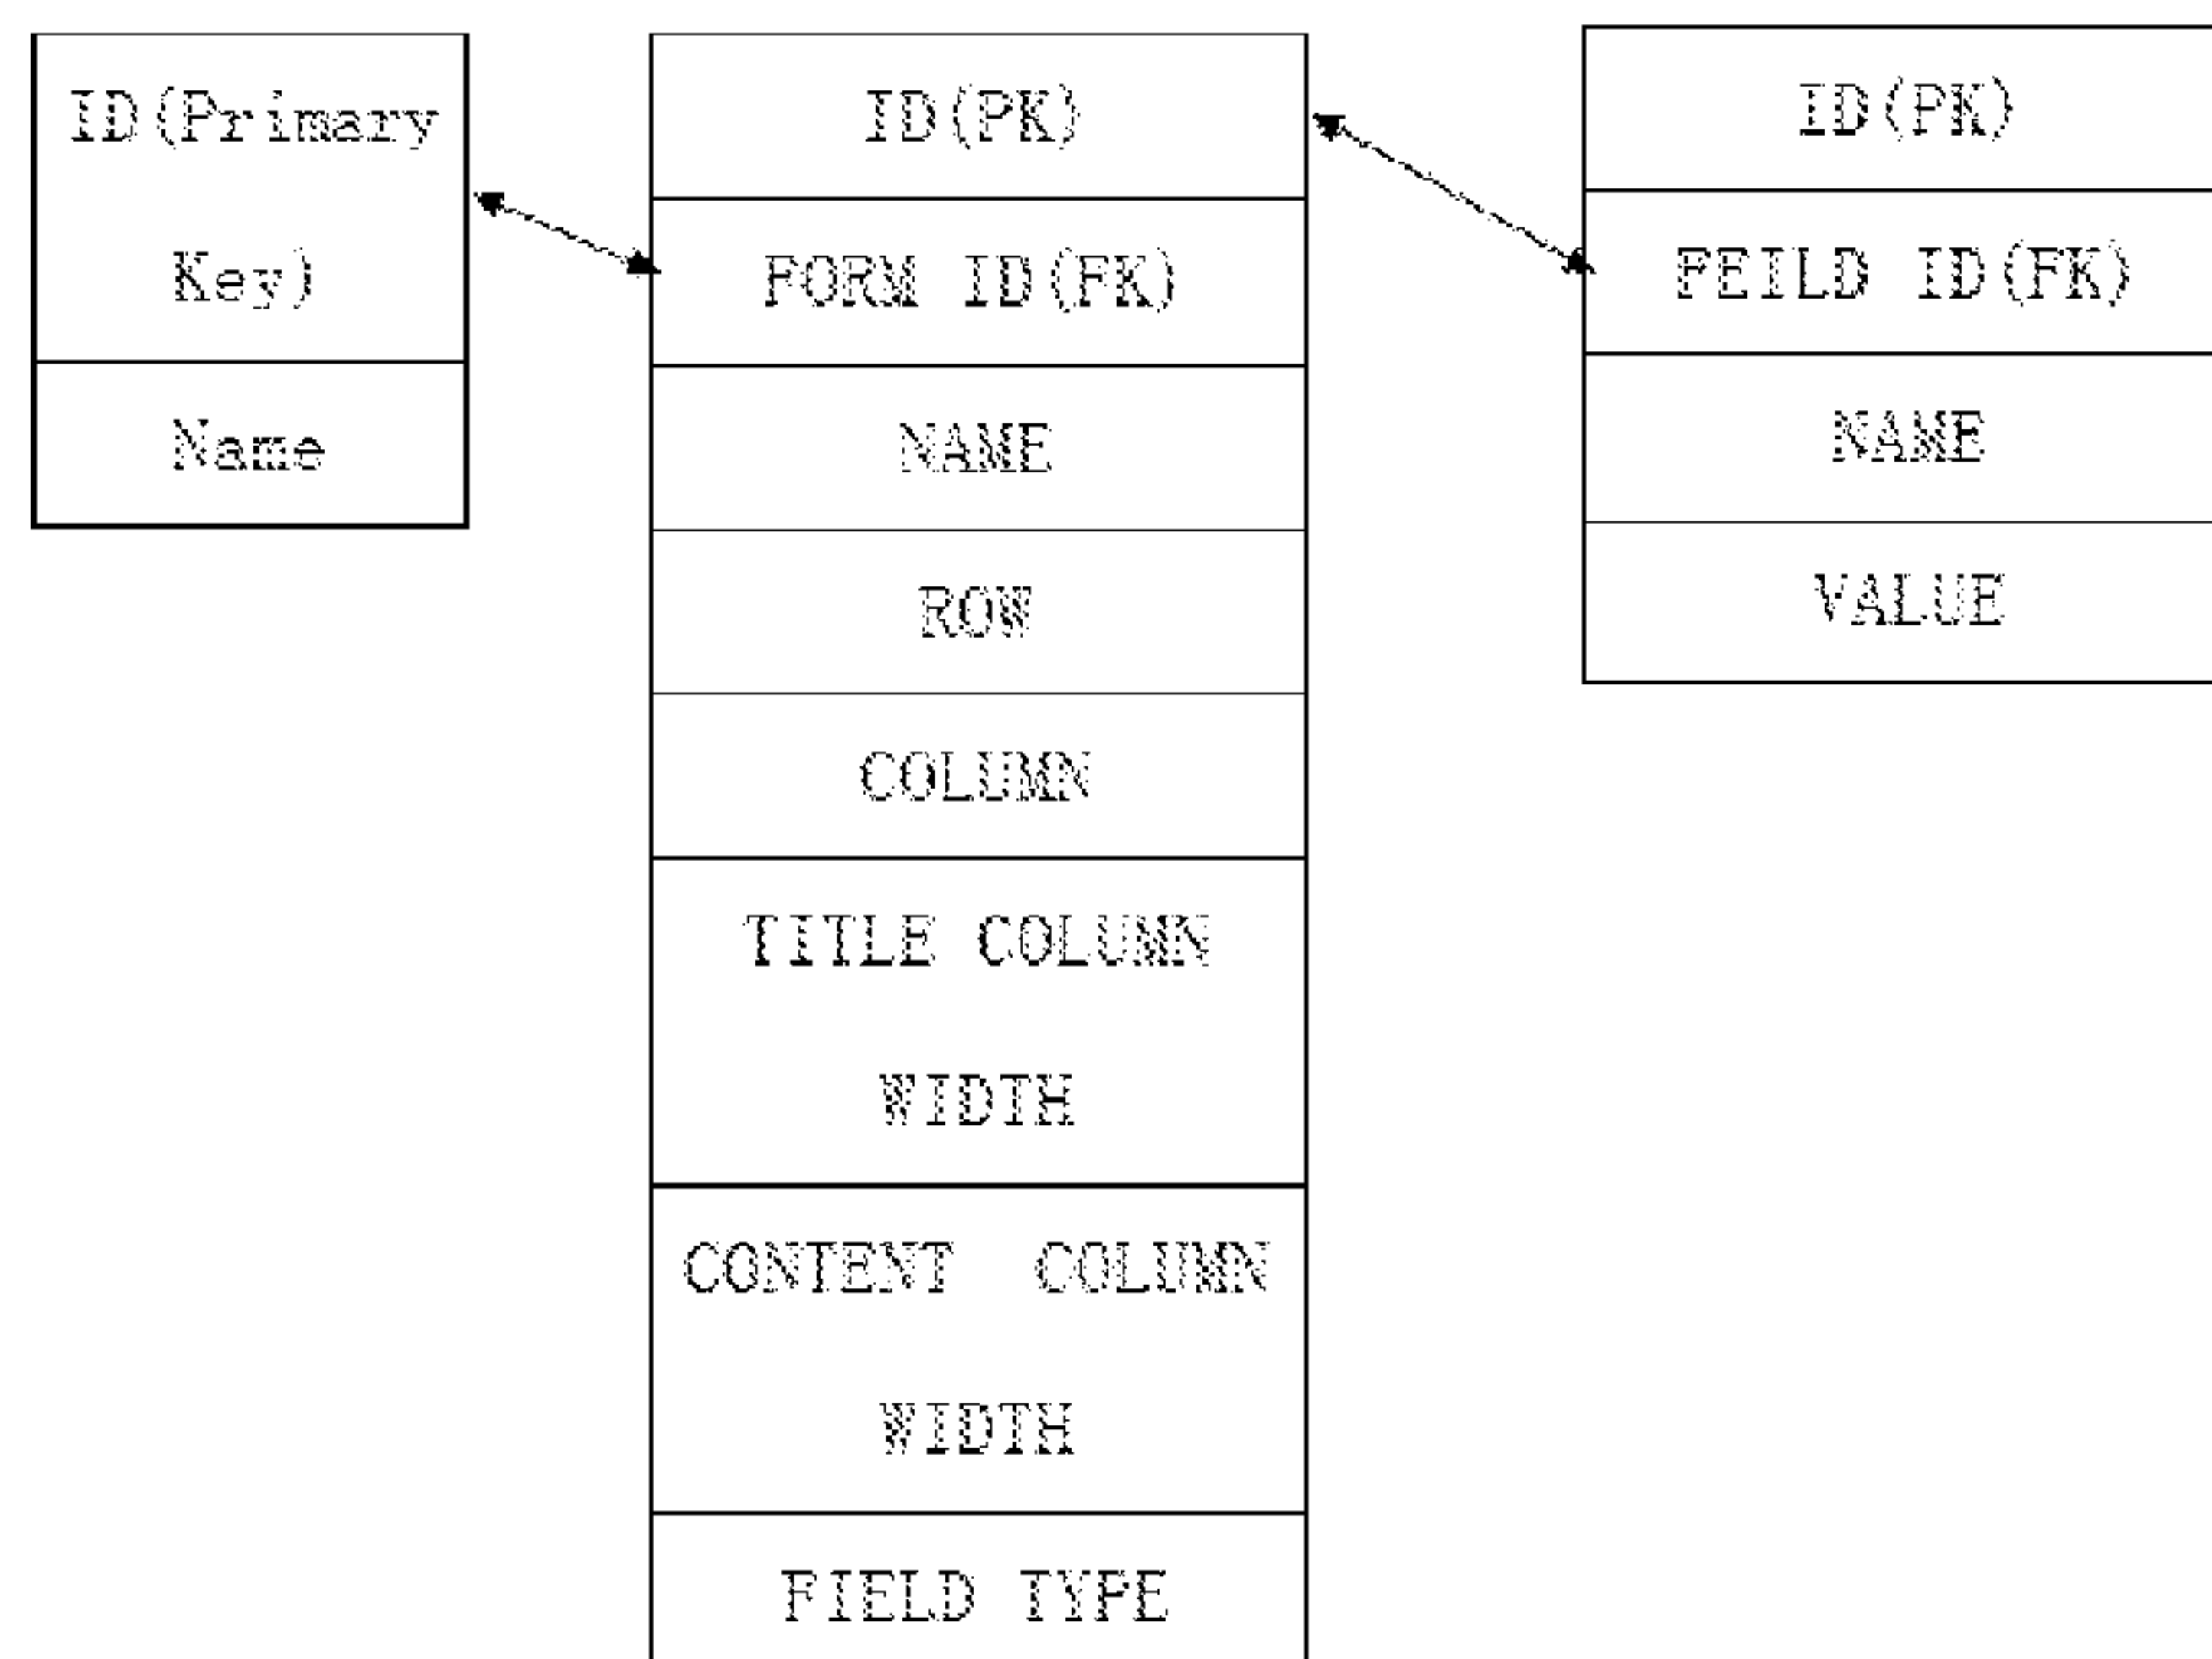 ID(Primary
Key)
Name
ID(PK)
FORM ID(FK)
NAME
ROW
COLUMN
TITLE COLUMN
WIDTH
CONTENT COLUMN
WIDTH
FIELD TYPE
ID(PK)
FEILD ID(FK)
NAME
VALUE